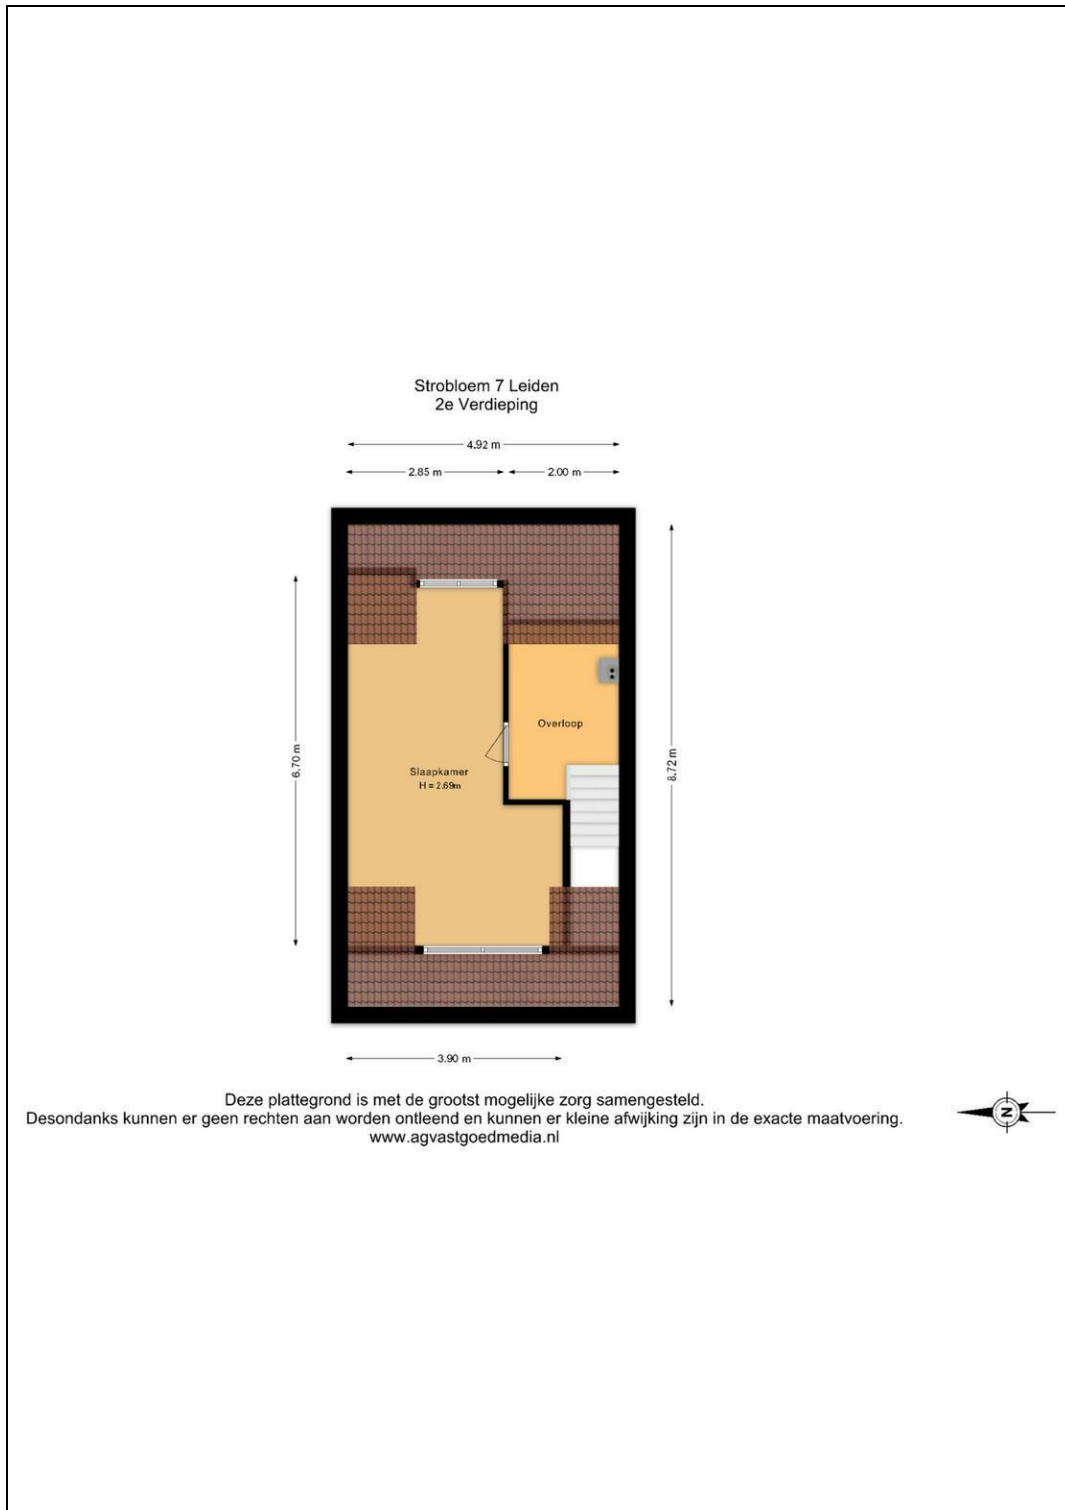 Strobloem 7 Leiden
2e Verdieping
4.92 m
2.85 m
2.00 m
6.70 m
8.72 m
Overloop
Slaapkamer
H = 2.69m
3.90 m
Deze plattegrond is met de grootst mogelijke zorg samengesteld.
Desondanks kunnen er geen rechten aan worden ontleend en kunnen er kleine afwijking zijn in de exacte maatvoering.
www.agvastgoedmedia.nl
N